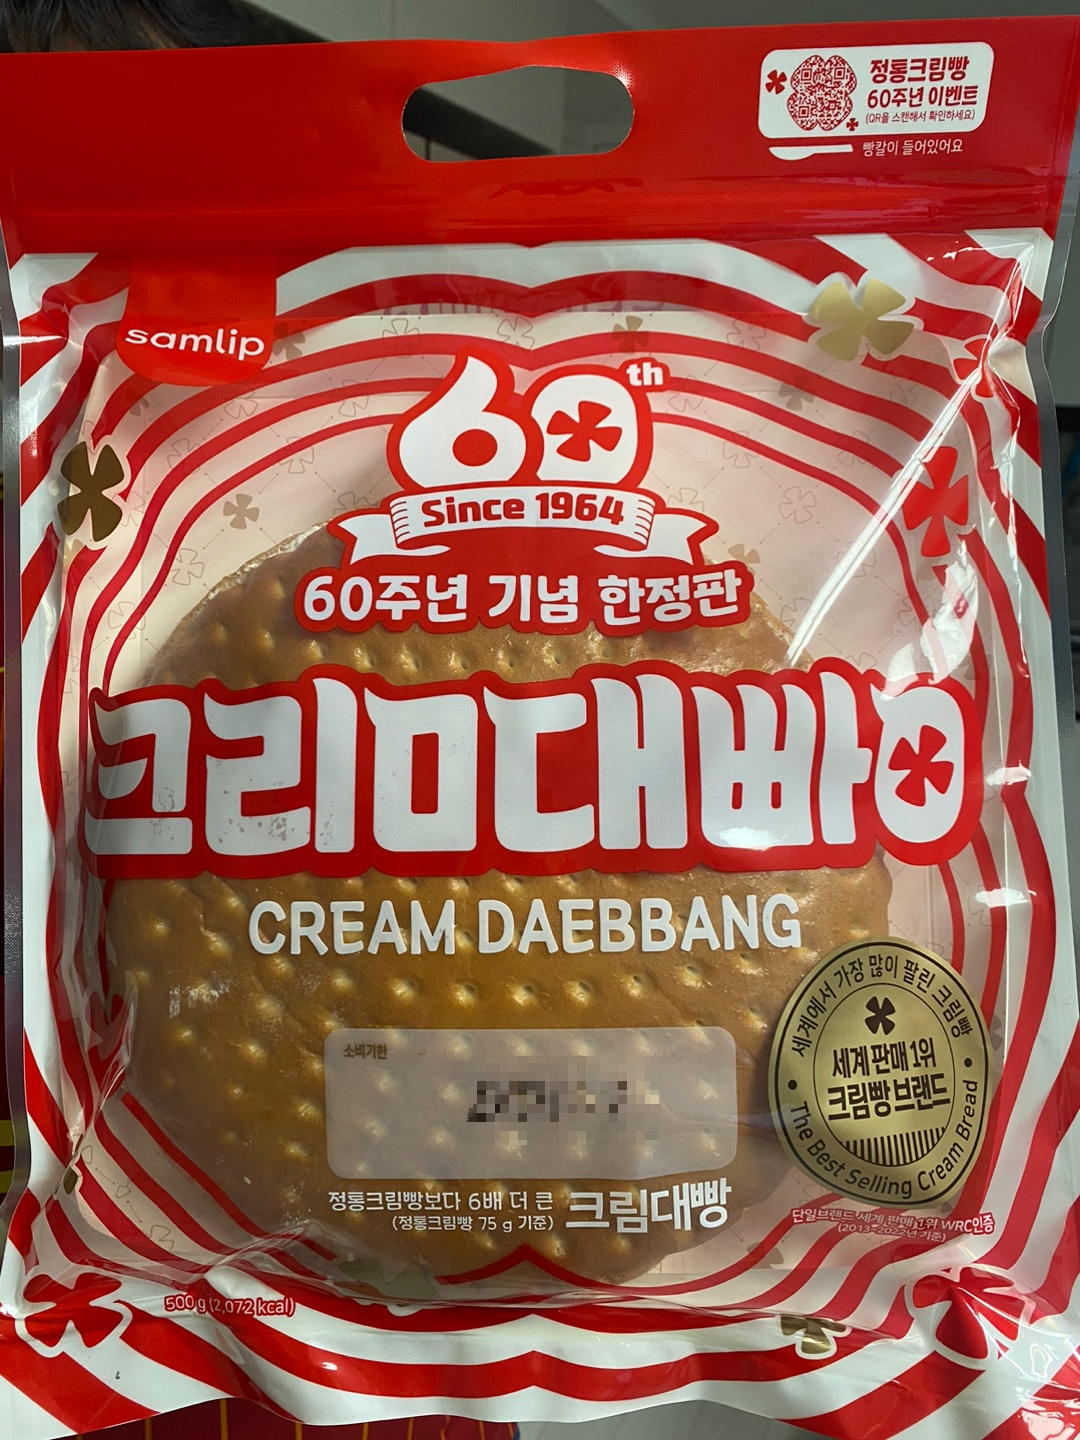 정통크림빵
60주년 이벤트
(QR을 스캔해서 확인하세요)
빵칼이 들어있어요
samlip
60th
Since 1964
60주년 기념 한정판
크림대빵
CREAM DAEBBANG
세계에서 가장 많이 팔린 크림빵
세계 판매 1위
크림빵 브랜드
The Best Selling Cream Bread
소비기한
정통크림빵보다 6배 더 큰
(정통크림빵 75 g 기준)
크림대빵
단일브랜드 세계 판매 1위 WRC인증
(2013~2022년 기준)
500 g (2,072 kcal)